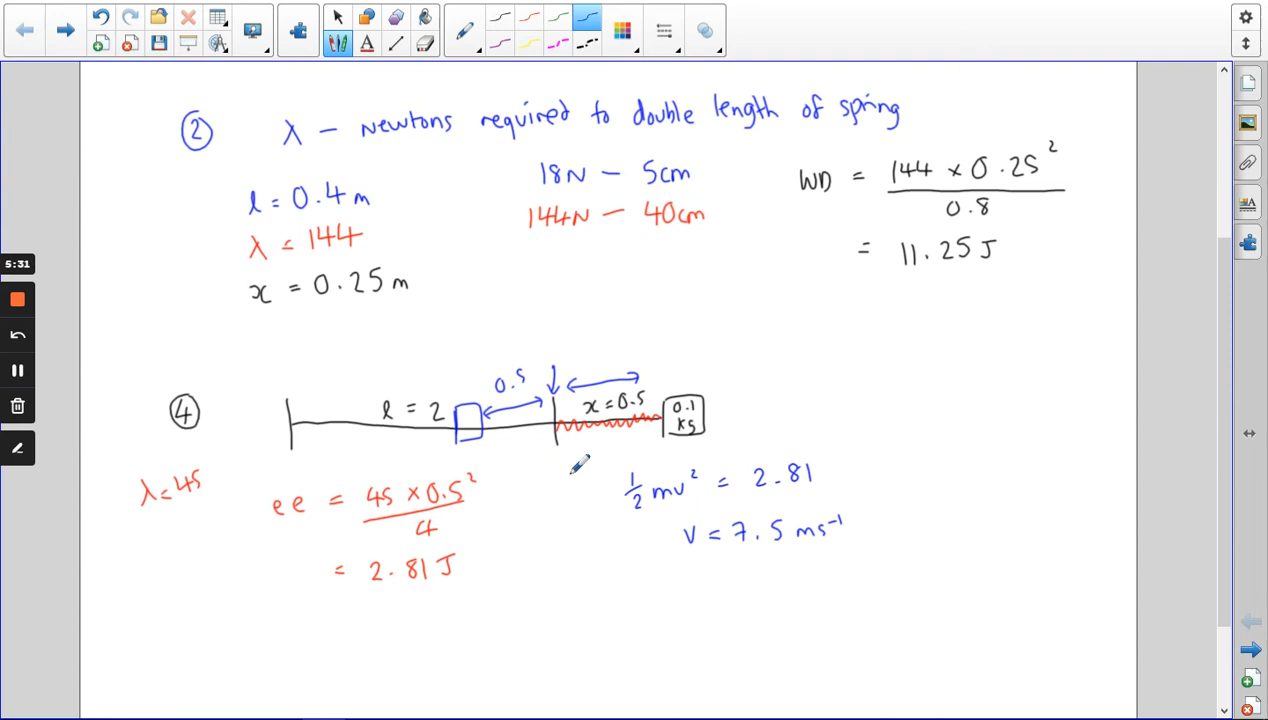 ② λ – newtons required to double length of spring
l = 0.4 m
λ = 144
x = 0.25 m
18N – 5cm
144N – 40cm
WD = 144 × 0.25² / 0.8
= 11.25 J
5:31
④ l = 2 0.5 x = 0.5 0.1 kg
λ = 45
ee = 45 × 0.5² / 4
= 2.81 J
½ mv² = 2.81
v = 7.5 ms⁻¹